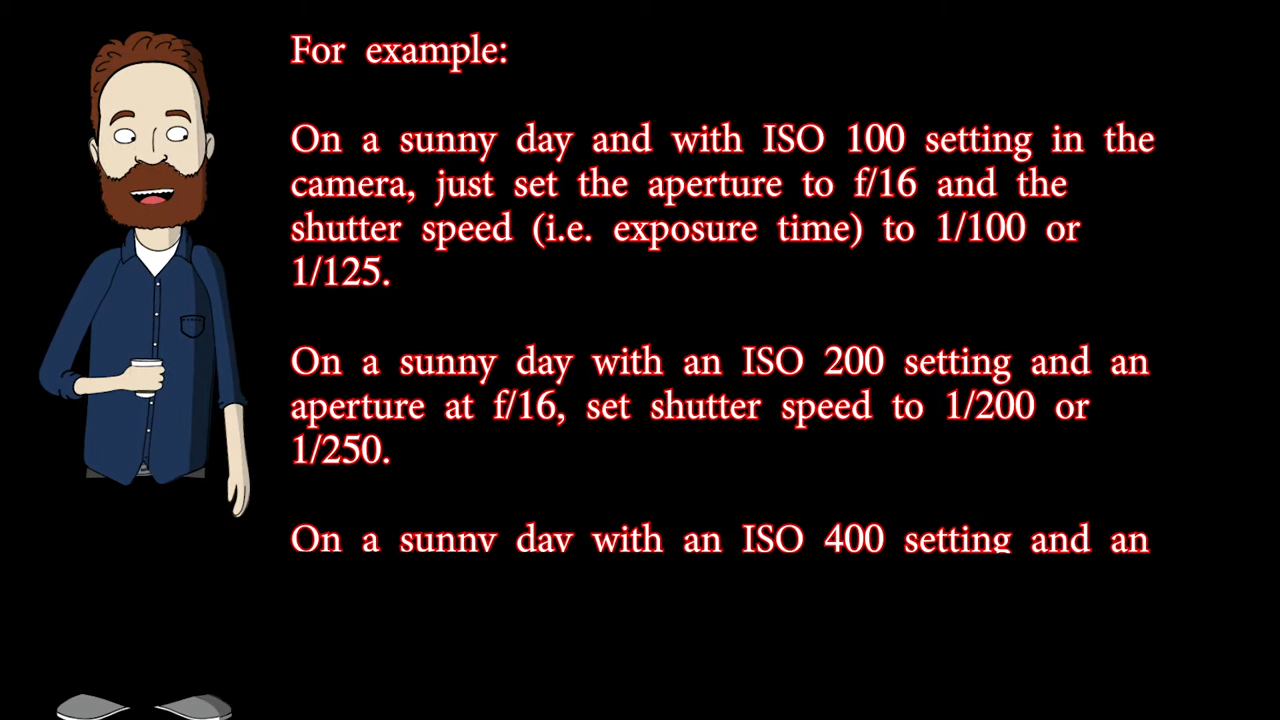 For example:
On a sunny day and with ISO 100 setting in the
camera, just set the aperture to f/16 and the
shutter speed (i.e. exposure time) to 1/100 or
1/125.
On a sunny day with an ISO 200 setting and an
aperture at f/16, set shutter speed to 1/200 or
1/250.
On a sunny day with an ISO 400 setting and an